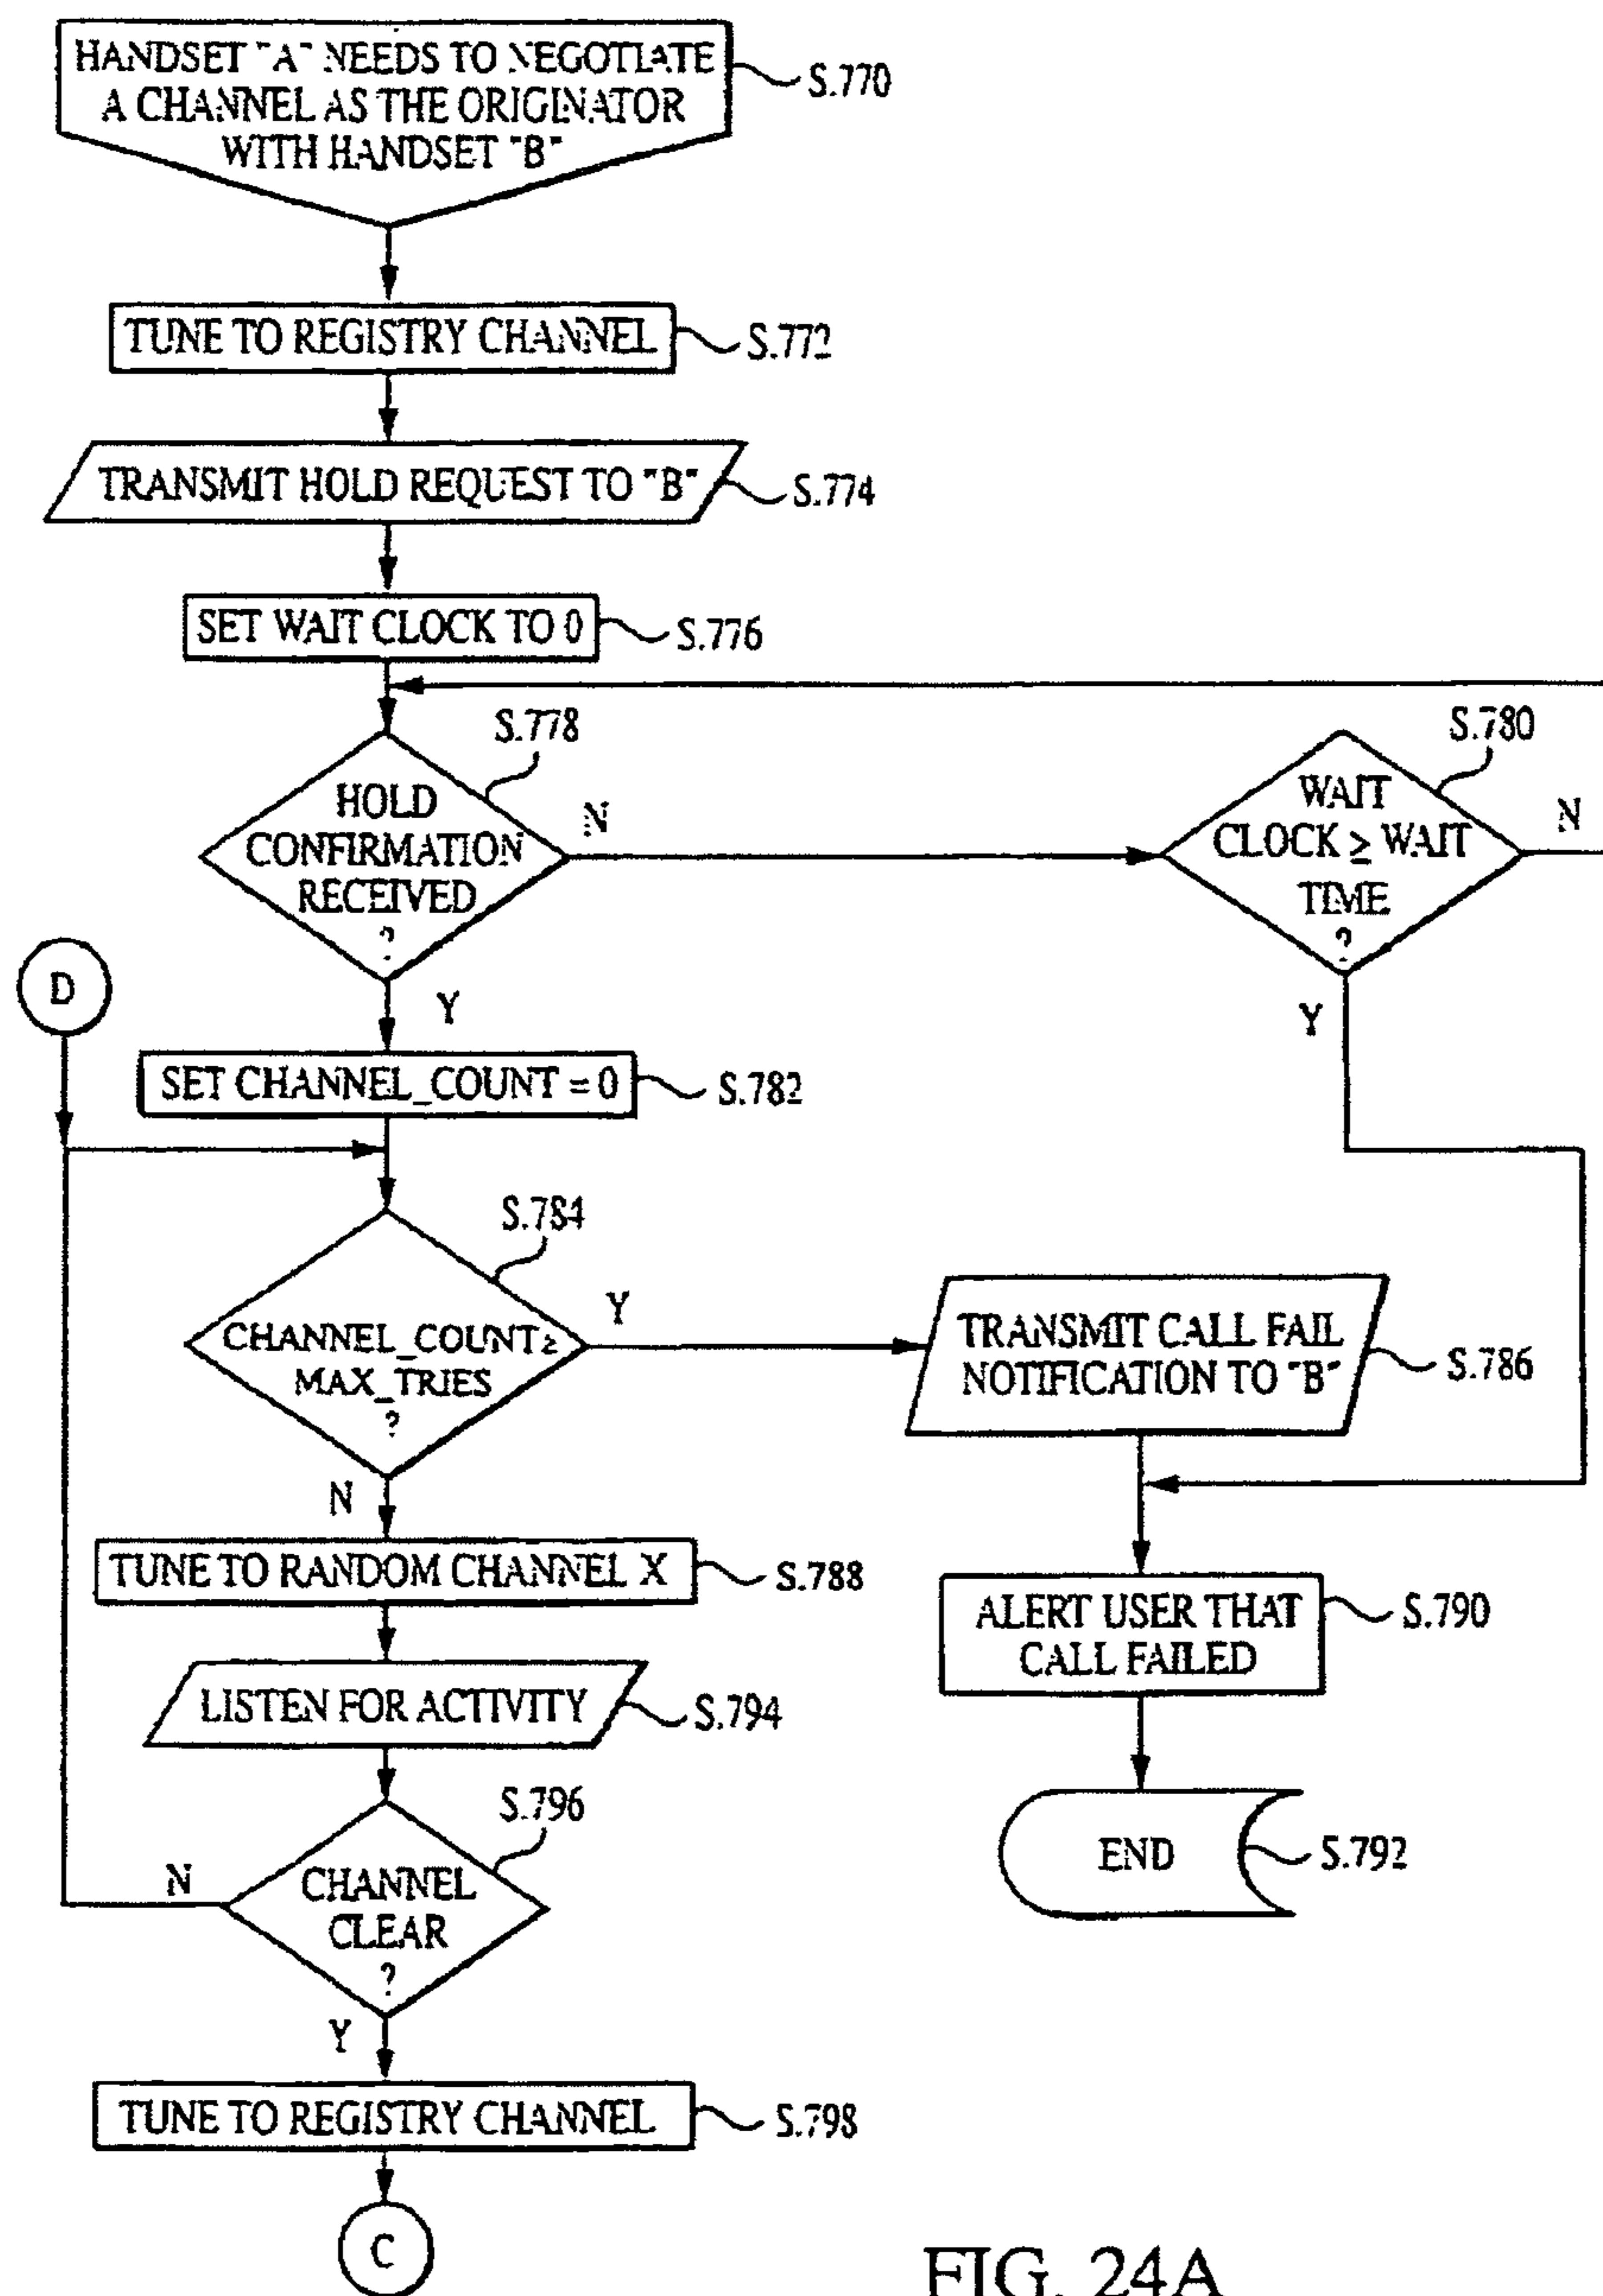 HANDSET "A" NEEDS TO NEGOTIATE
A CHANNEL AS THE ORIGINATOR
WITH HANDSET "B"
S.770
TUNE TO REGISTRY CHANNEL
S.772
TRANSMIT HOLD REQUEST TO "B"
S.774
SET WAIT CLOCK TO 0
S.776
S.778
HOLD
CONFIRMATION
RECEIVED
?
N
Y
S.780
WAIT
CLOCK ≥ WAIT
TIME
?
N
Y
D
SET CHANNEL_COUNT = 0
S.782
S.784
CHANNEL_COUNT ≥
MAX_TRIES
?
Y
N
TRANSMIT CALL FAIL
NOTIFICATION TO "B"
S.786
TUNE TO RANDOM CHANNEL X
S.788
ALERT USER THAT
CALL FAILED
S.790
LISTEN FOR ACTIVITY
S.794
S.796
CHANNEL
CLEAR
?
N
Y
END
S.792
TUNE TO REGISTRY CHANNEL
S.798
C
FIG. 24A